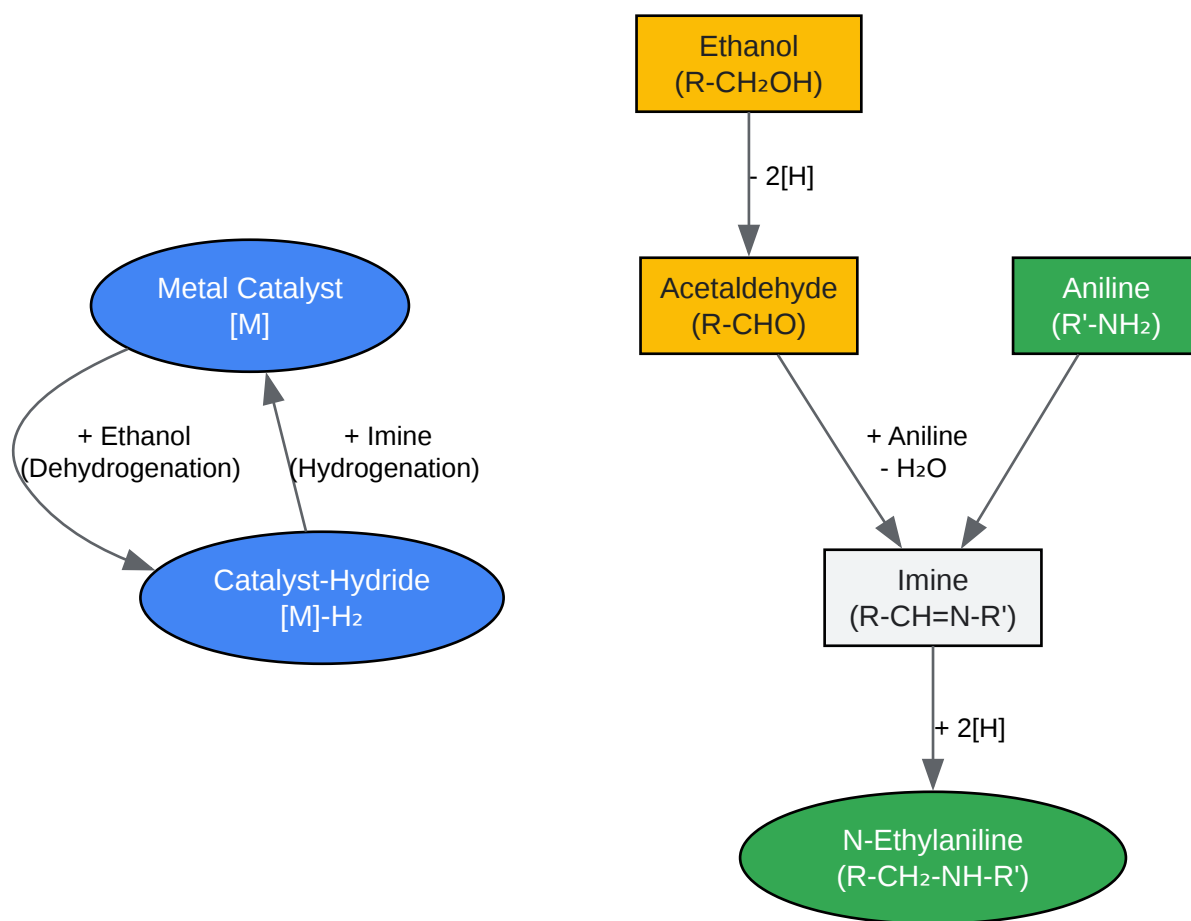 Ethanol
(R-CH₂OH)
- 2[H]
Metal Catalyst
[M]
Acetaldehyde
(R-CHO)
Aniline
(R'-NH₂)
+ Ethanol
(Dehydrogenation)
+ Imine
(Hydrogenation)
+ Aniline
- H₂O
Catalyst-Hydride
[M]-H₂
Imine
(R-CH=N-R')
+ 2[H]
N-Ethylaniline
(R-CH₂-NH-R')